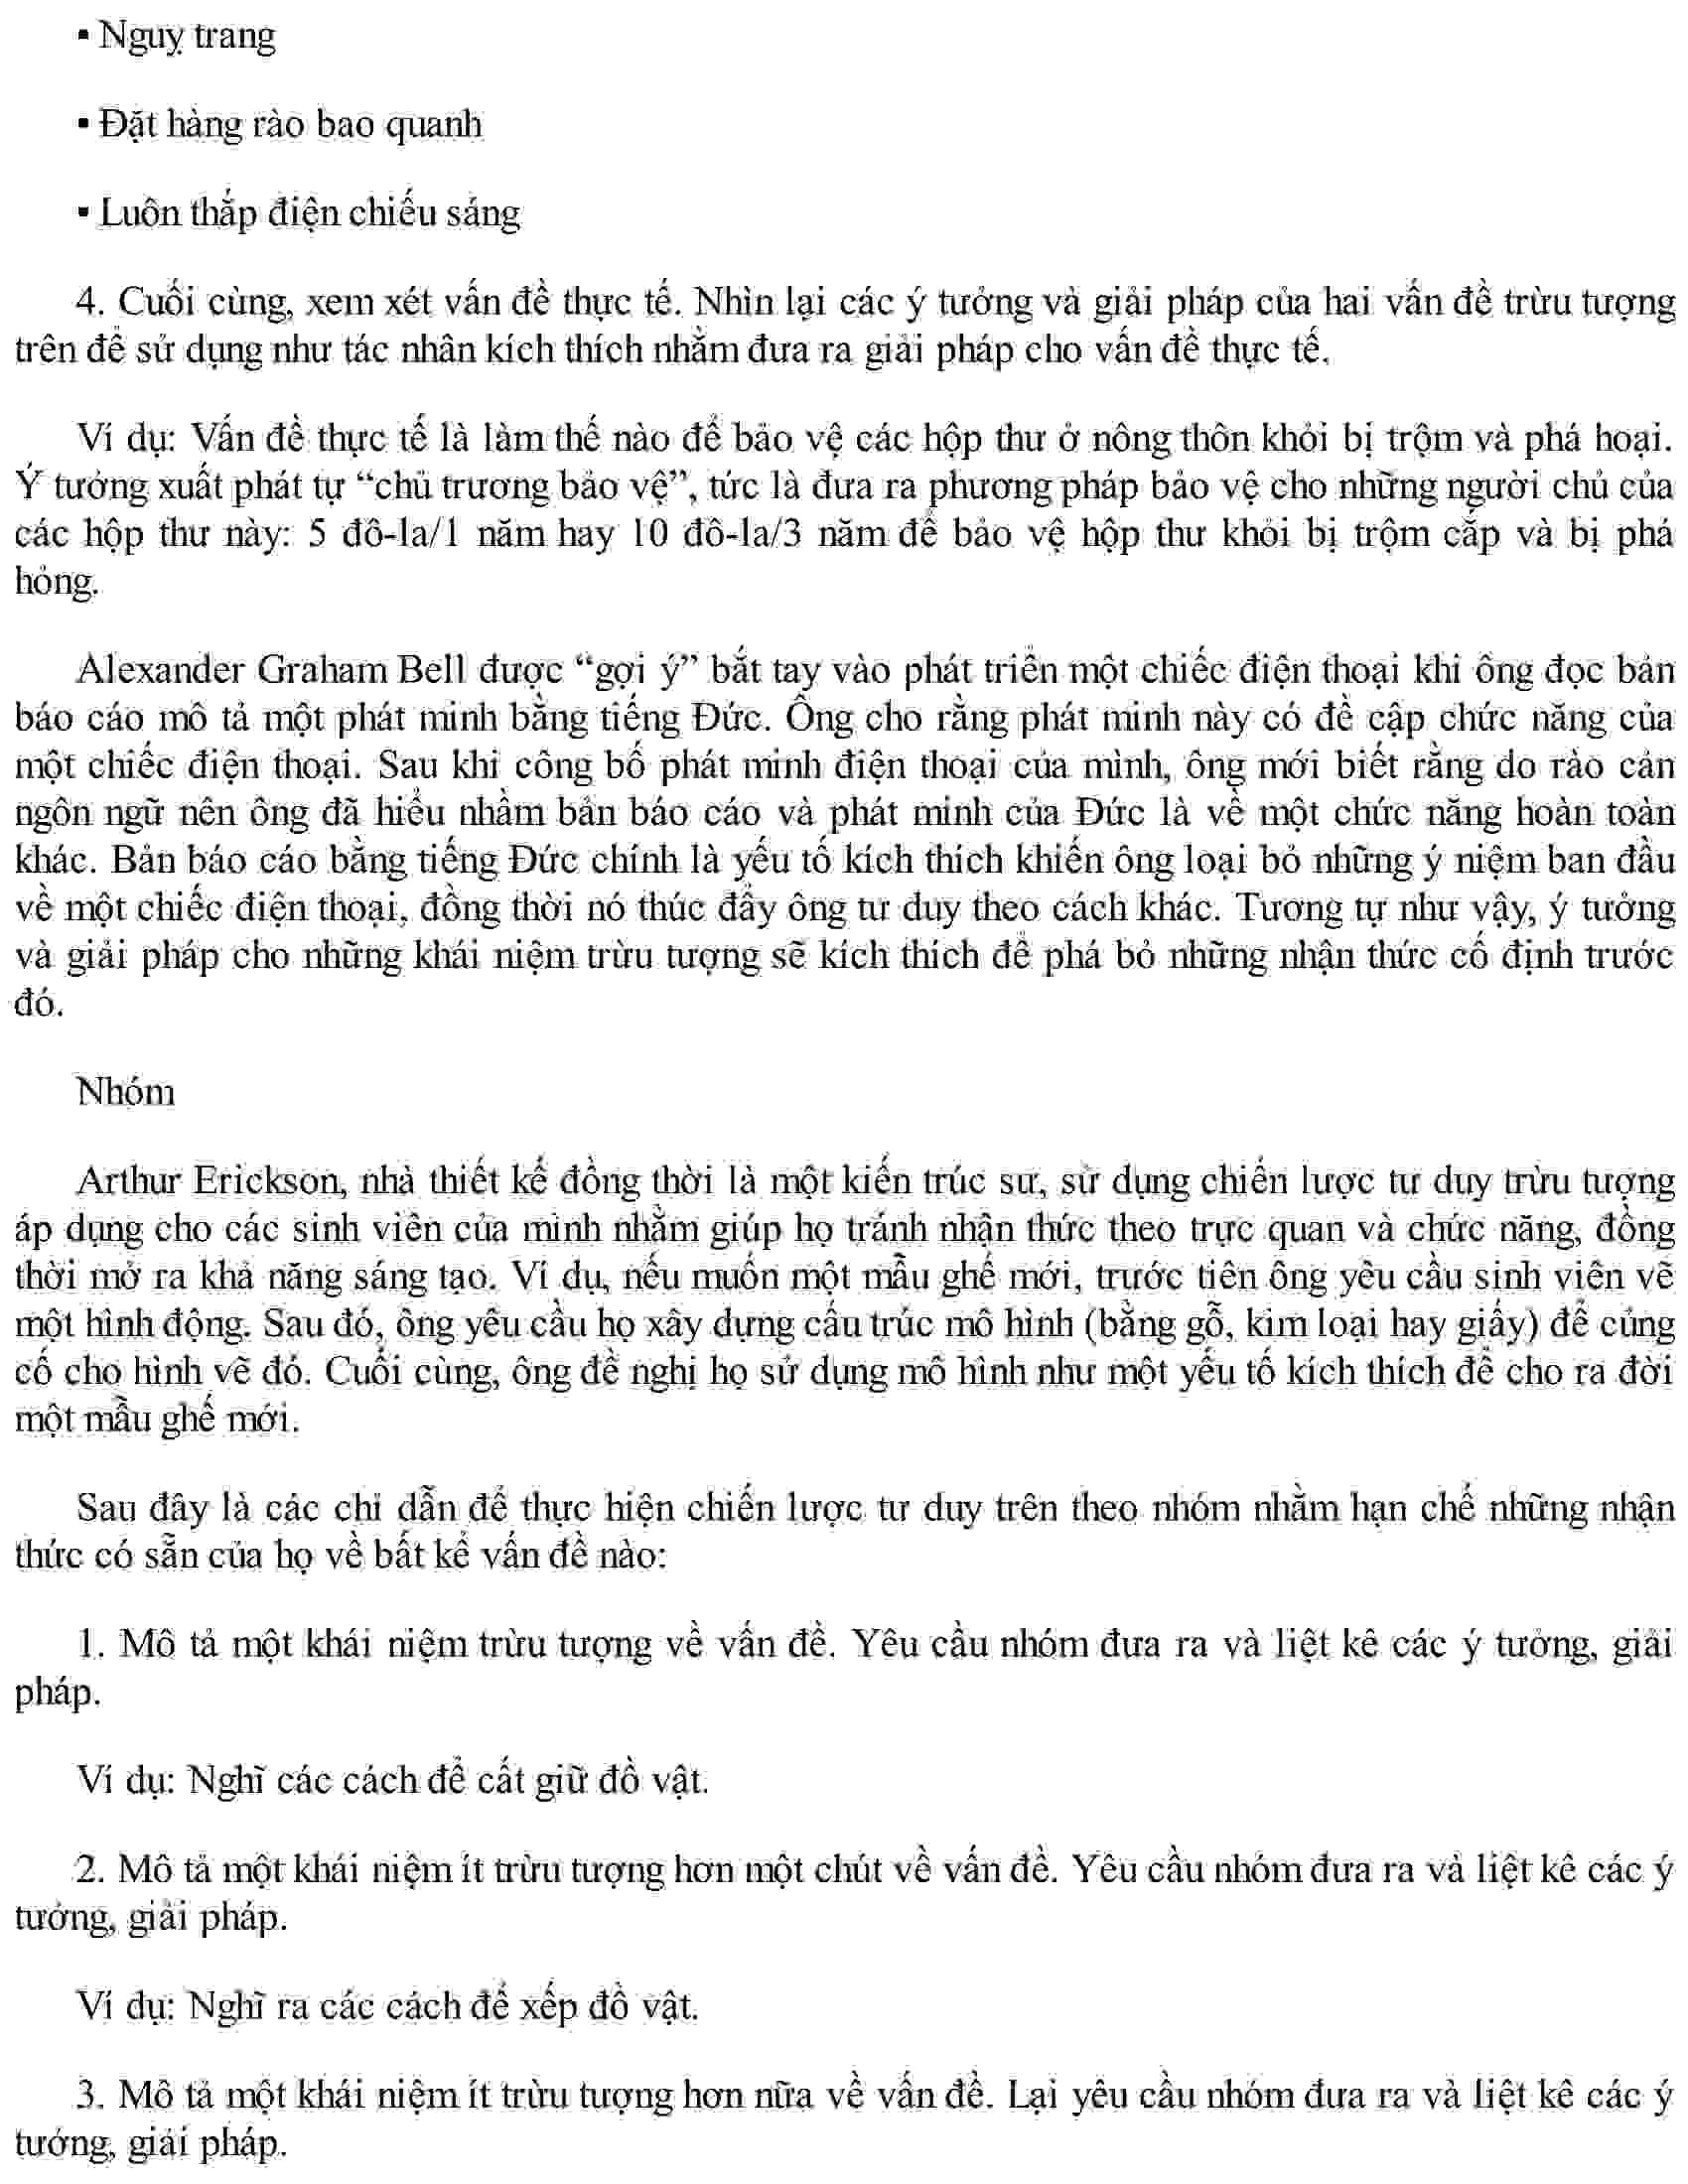 ▪ Nguỵ trang
▪ Đặt hàng rào bao quanh
▪ Luôn thắp điện chiếu sáng
4. Cuối cùng, xem xét vấn đề thực tế. Nhìn lại các ý tưởng và giải pháp của hai vấn đề trừu tượng
trên để sử dụng như tác nhân kích thích nhằm đưa ra giải pháp cho vấn đề thực tế.
Ví dụ: Vấn đề thực tế là làm thế nào để bảo vệ các hộp thư ở nông thôn khỏi bị trộm và phá hoại.
Ý tưởng xuất phát tự “chủ trương bảo vệ”, tức là đưa ra phương pháp bảo vệ cho những người chủ của
các hộp thư này: 5 đô-la/1 năm hay 10 đô-la/3 năm để bảo vệ hộp thư khỏi bị trộm cắp và bị phá
hỏng.
Alexander Graham Bell được “gợi ý” bắt tay vào phát triển một chiếc điện thoại khi ông đọc bản
báo cáo mô tả một phát minh bằng tiếng Đức. Ông cho rằng phát minh này có đề cập chức năng của
một chiếc điện thoại. Sau khi công bố phát minh điện thoại của mình, ông mới biết rằng do rào cản
ngôn ngữ nên ông đã hiểu nhầm bản báo cáo và phát minh của Đức là về một chức năng hoàn toàn
khác. Bản báo cáo bằng tiếng Đức chính là yếu tố kích thích khiến ông loại bỏ những ý niệm ban đầu
về một chiếc điện thoại, đồng thời nó thúc đẩy ông tư duy theo cách khác. Tương tự như vậy, ý tưởng
và giải pháp cho những khái niệm trừu tượng sẽ kích thích để phá bỏ những nhận thức cố định trước
đó.
Nhóm
Arthur Erickson, nhà thiết kế đồng thời là một kiến trúc sư, sử dụng chiến lược tư duy trừu tượng
áp dụng cho các sinh viên của mình nhằm giúp họ tránh nhận thức theo trực quan và chức năng, đồng
thời mở ra khả năng sáng tạo. Ví dụ, nếu muốn một mẫu ghế mới, trước tiên ông yêu cầu sinh viên vẽ
một hình động. Sau đó, ông yêu cầu họ xây dựng cấu trúc mô hình (bằng gỗ, kim loại hay giấy) để củng
cố cho hình vẽ đó. Cuối cùng, ông đề nghị họ sử dụng mô hình như một yếu tố kích thích để cho ra đời
một mẫu ghế mới.
Sau đây là các chỉ dẫn để thực hiện chiến lược tư duy trên theo nhóm nhằm hạn chế những nhận
thức có sẵn của họ về bất kể vấn đề nào:
1. Mô tả một khái niệm trừu tượng về vấn đề. Yêu cầu nhóm đưa ra và liệt kê các ý tưởng, giải
pháp.
Ví dụ: Nghĩ các cách để cất giữ đồ vật.
2. Mô tả một khái niệm ít trừu tượng hơn một chút về vấn đề. Yêu cầu nhóm đưa ra và liệt kê các ý
tưởng, giải pháp.
Ví dụ: Nghĩ ra các cách để xếp đồ vật.
3. Mô tả một khái niệm ít trừu tượng hơn nữa về vấn đề. Lại yêu cầu nhóm đưa ra và liệt kê các ý
tưởng, giải pháp.